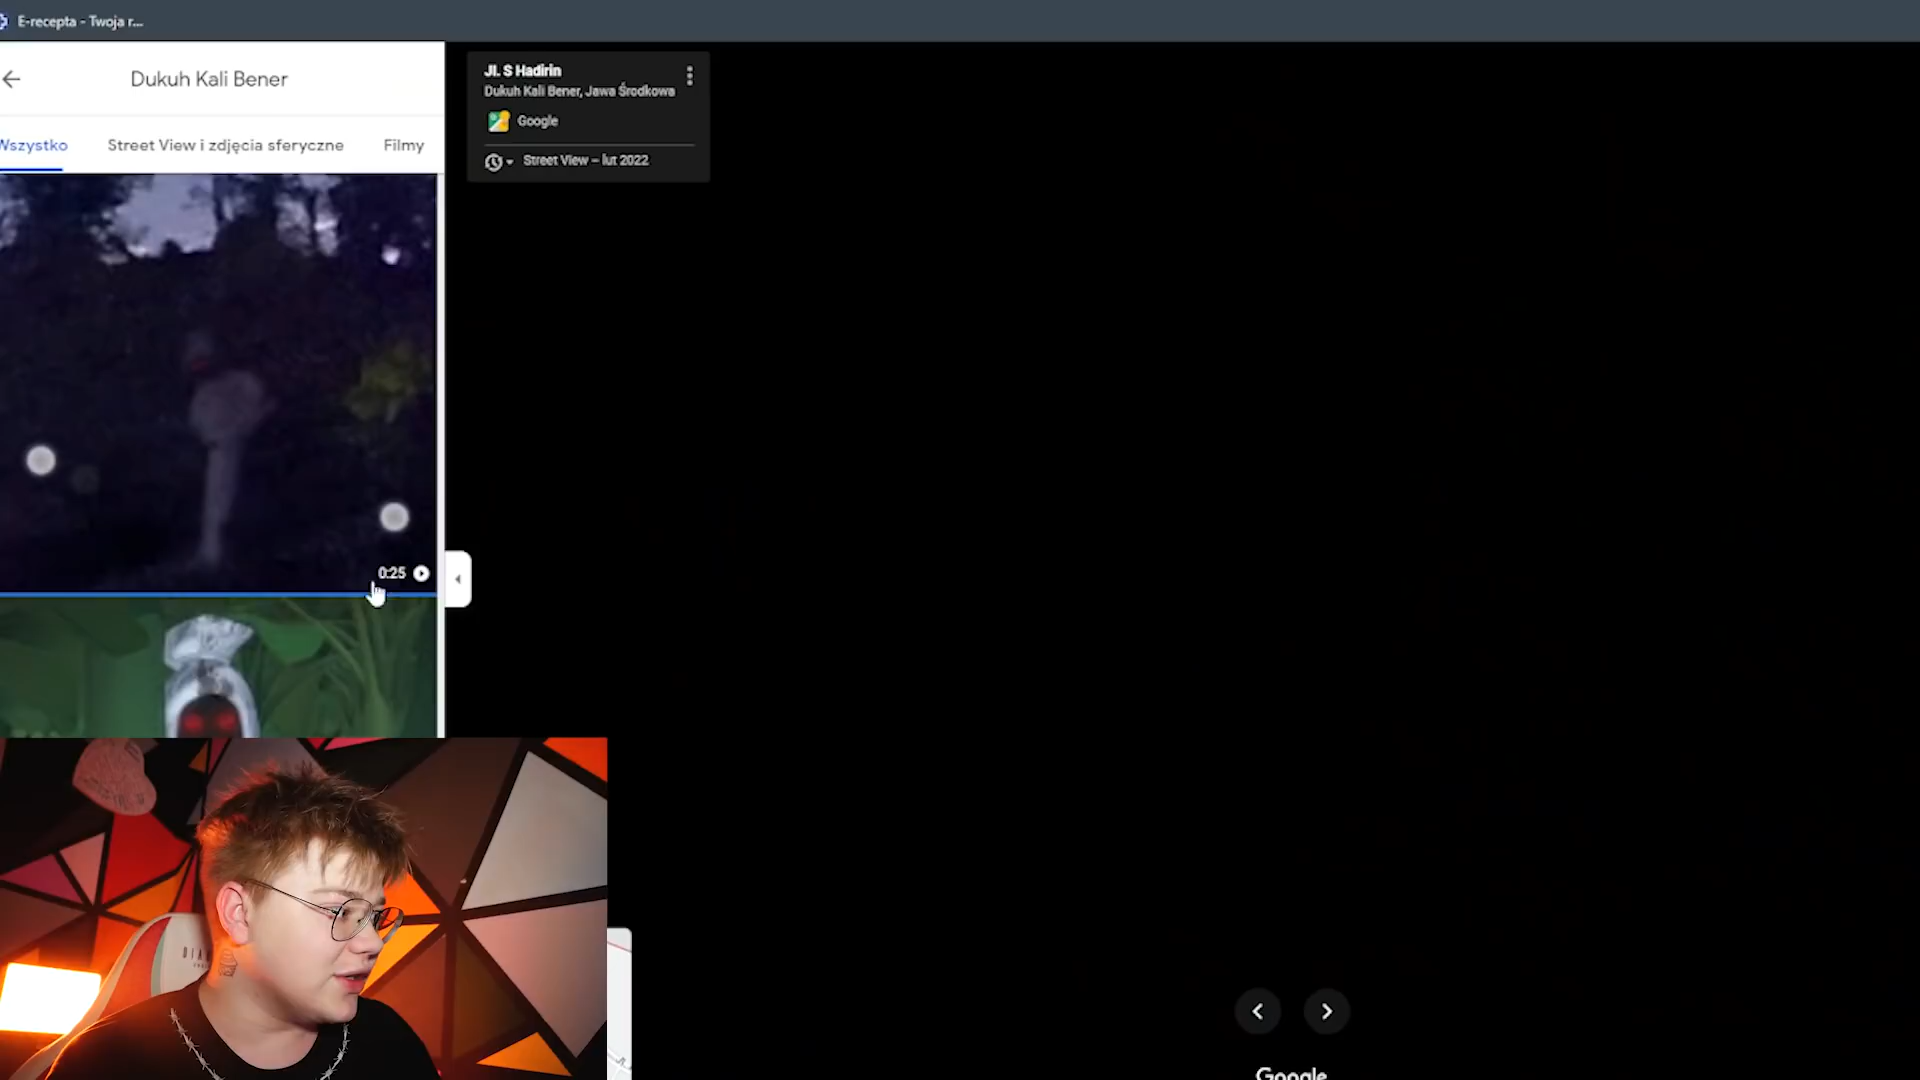 E-recepta - Twoja r...
Dukuh Kali Bener
Wszystko
Street View i zdjęcia sferyczne
Filmy
Jl. S Hadirin
Dukuh Kali Bener, Jawa Środkowa
Google
Street View – lut 2022
0:25
Google